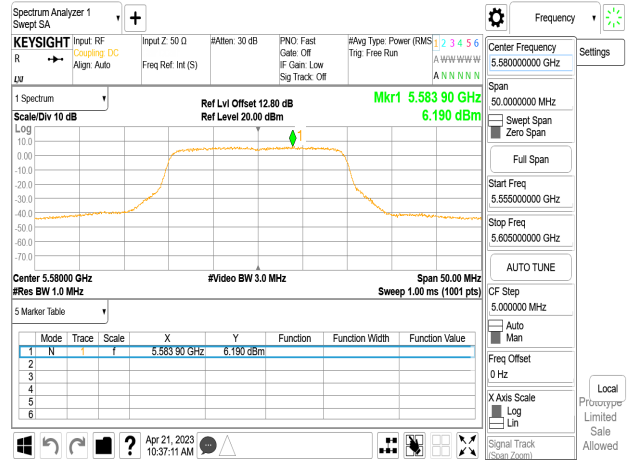 Spectrum Analyzer 1
Swept SA
Frequency
KEYSIGHT
R
LXI
Input: RF
Coupling: DC
Align: Auto
Input Z: 50 Ω
Freq Ref: Int (S)
#Atten: 30 dB
PNO: Fast
Gate: Off
IF Gain: Low
Sig Track: Off
#Avg Type: Power (RMS
Trig: Free Run
1 2 3 4 5 6
A W W W W W
A N N N N N
1 Spectrum
Scale/Div 10 dB
Ref Lvl Offset 12.80 dB
Ref Level 20.00 dBm
Mkr1 5.583 90 GHz
6.190 dBm
Log
10.0
0.00
-10.0
-20.0
-30.0
-40.0
-50.0
-60.0
-70.0
1
Center 5.58000 GHz
#Res BW 1.0 MHz
#Video BW 3.0 MHz
Span 50.00 MHz
Sweep 1.00 ms (1001 pts)
5 Marker Table
Mode Trace Scale X Y Function Function Width Function Value
1 N 1 f 5.583 90 GHz 6.190 dBm
2
3
4
5
6
Apr 21, 2023
10:37:11 AM
Center Frequency
5.580000000 GHz
Settings
Span
50.0000000 MHz
Swept Span
Zero Span
Full Span
Start Freq
5.555000000 GHz
Stop Freq
5.605000000 GHz
AUTO TUNE
CF Step
5.000000 MHz
Auto
Man
Freq Offset
0 Hz
X Axis Scale
Log
Lin
Signal Track
(Span Zoom)
Local
Prototype
Limited
Sale
Allowed